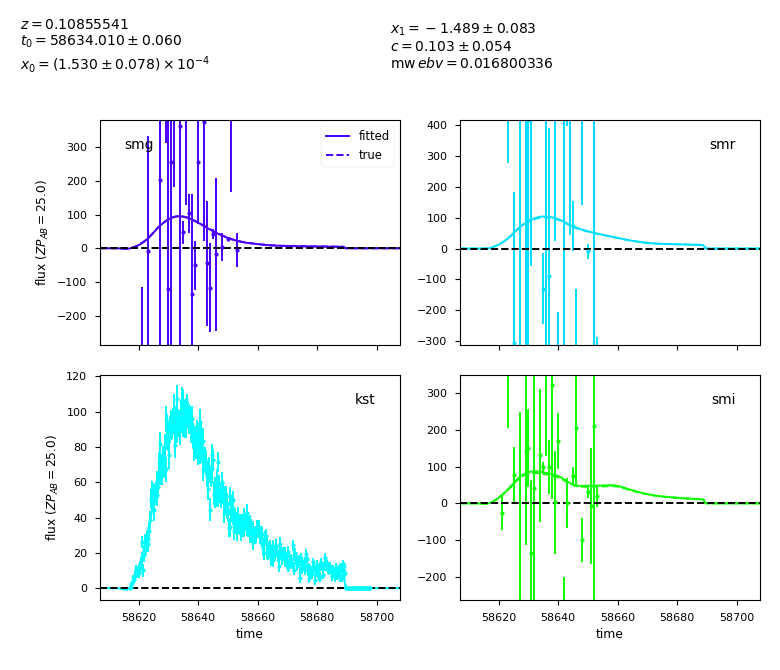 z = 0.10855541
t₀ = 58634.010 ± 0.060
x₀ = (1.530 ± 0.078) × 10⁻⁴
x₁ = −1.489 ± 0.083
c = 0.103 ± 0.054
mw ebv = 0.016800336
smg
fitted
true
300
200
100
0
−100
−200
flux (ZP_AB = 25.0)
smr
400
300
200
100
0
−100
−200
−300
kst
120
100
80
60
40
20
0
flux (ZP_AB = 25.0)
58620 58640 58660 58680 58700
time
smi
300
200
100
0
−100
−200
58620 58640 58660 58680 58700
time